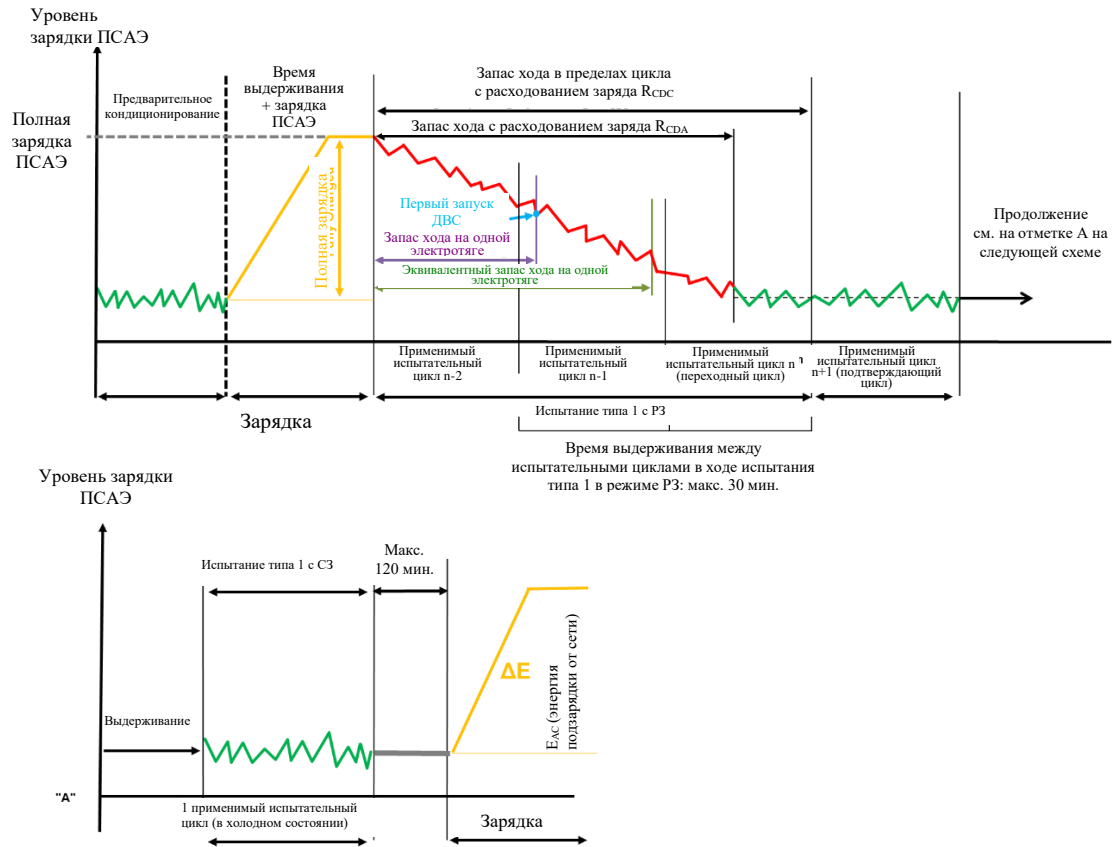 Уровень
зарядки ПСАЭ
Полная
зарядка
ПСАЭ
Предварительное
кондиционирование
Время
выдерживания
+ зарядка
ПСАЭ
Запас хода в пределах цикла
с расходованием заряда RCDC
Запас хода с расходованием заряда RCDA
Полная зарядка
Первый запуск
ДВС
Запас хода на одной
электротяге
Эквивалентный запас хода на одной
электротяге
Продолжение
см. на отметке А на
следующей схеме
Применимый
испытательный
цикл n-2
Применимый
испытательный
цикл n-1
Применимый
испытательный цикл n
(переходный цикл)
Применимый
испытательный цикл
n+1 (подтверждающий
цикл)
Зарядка
Испытание типа 1 с РЗ
Время выдерживания между
испытательными циклами в ходе испытания
типа 1 в режиме РЗ: макс. 30 мин.
Уровень зарядки
ПСАЭ
Испытание типа 1 с СЗ
Макс.
120 мин.
ΔE
EAC (энергия
подзарядки от сети)
Выдерживание
"A"
1 применимый испытательный
цикл (в холодном состоянии)
Зарядка